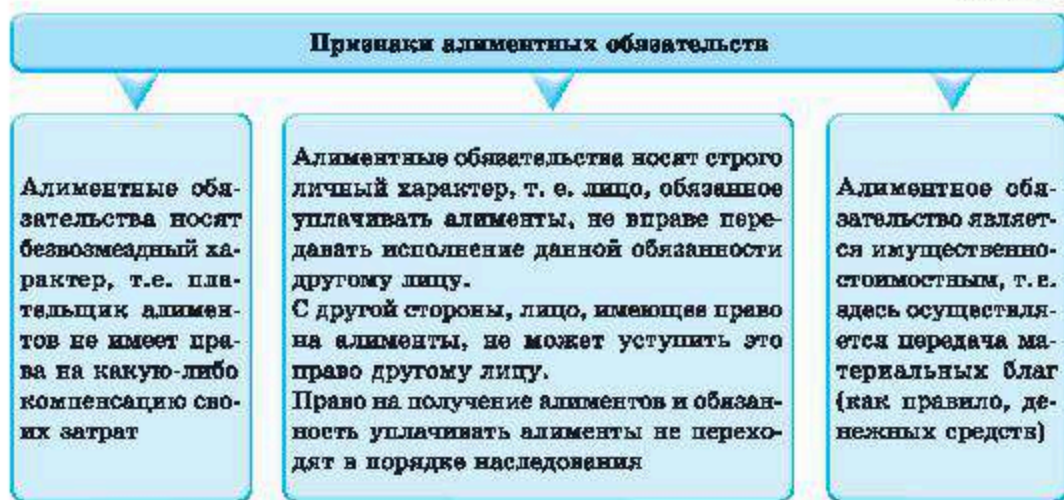 Признаки алиментных обязательств
Алиментные обя-
зательства носят
безвозмездный ха-
рактер, т.е. пла-
тельщик алимен-
тов не имеет пра-
ва на какую-либо
компенсацию сво-
их затрат
Алиментные обязательства носят строго
личный характер, т. е. лицо, обязанное
уплачивать алименты, не вправе пере-
давать исполнение данной обязанности
другому лицу.
С другой стороны, лицо, имеющее право
на алименты, не может уступить это
право другому лицу.
Право на получение алиментов и обязан-
ность уплачивать алименты не перехо-
дят в порядке наследования
Алиментное обя-
зательство являет-
ся имущественно-
стоимостным, т.е.
здесь осуществля-
ется передача ма-
териальных благ
(как правило, де-
нежных средств)